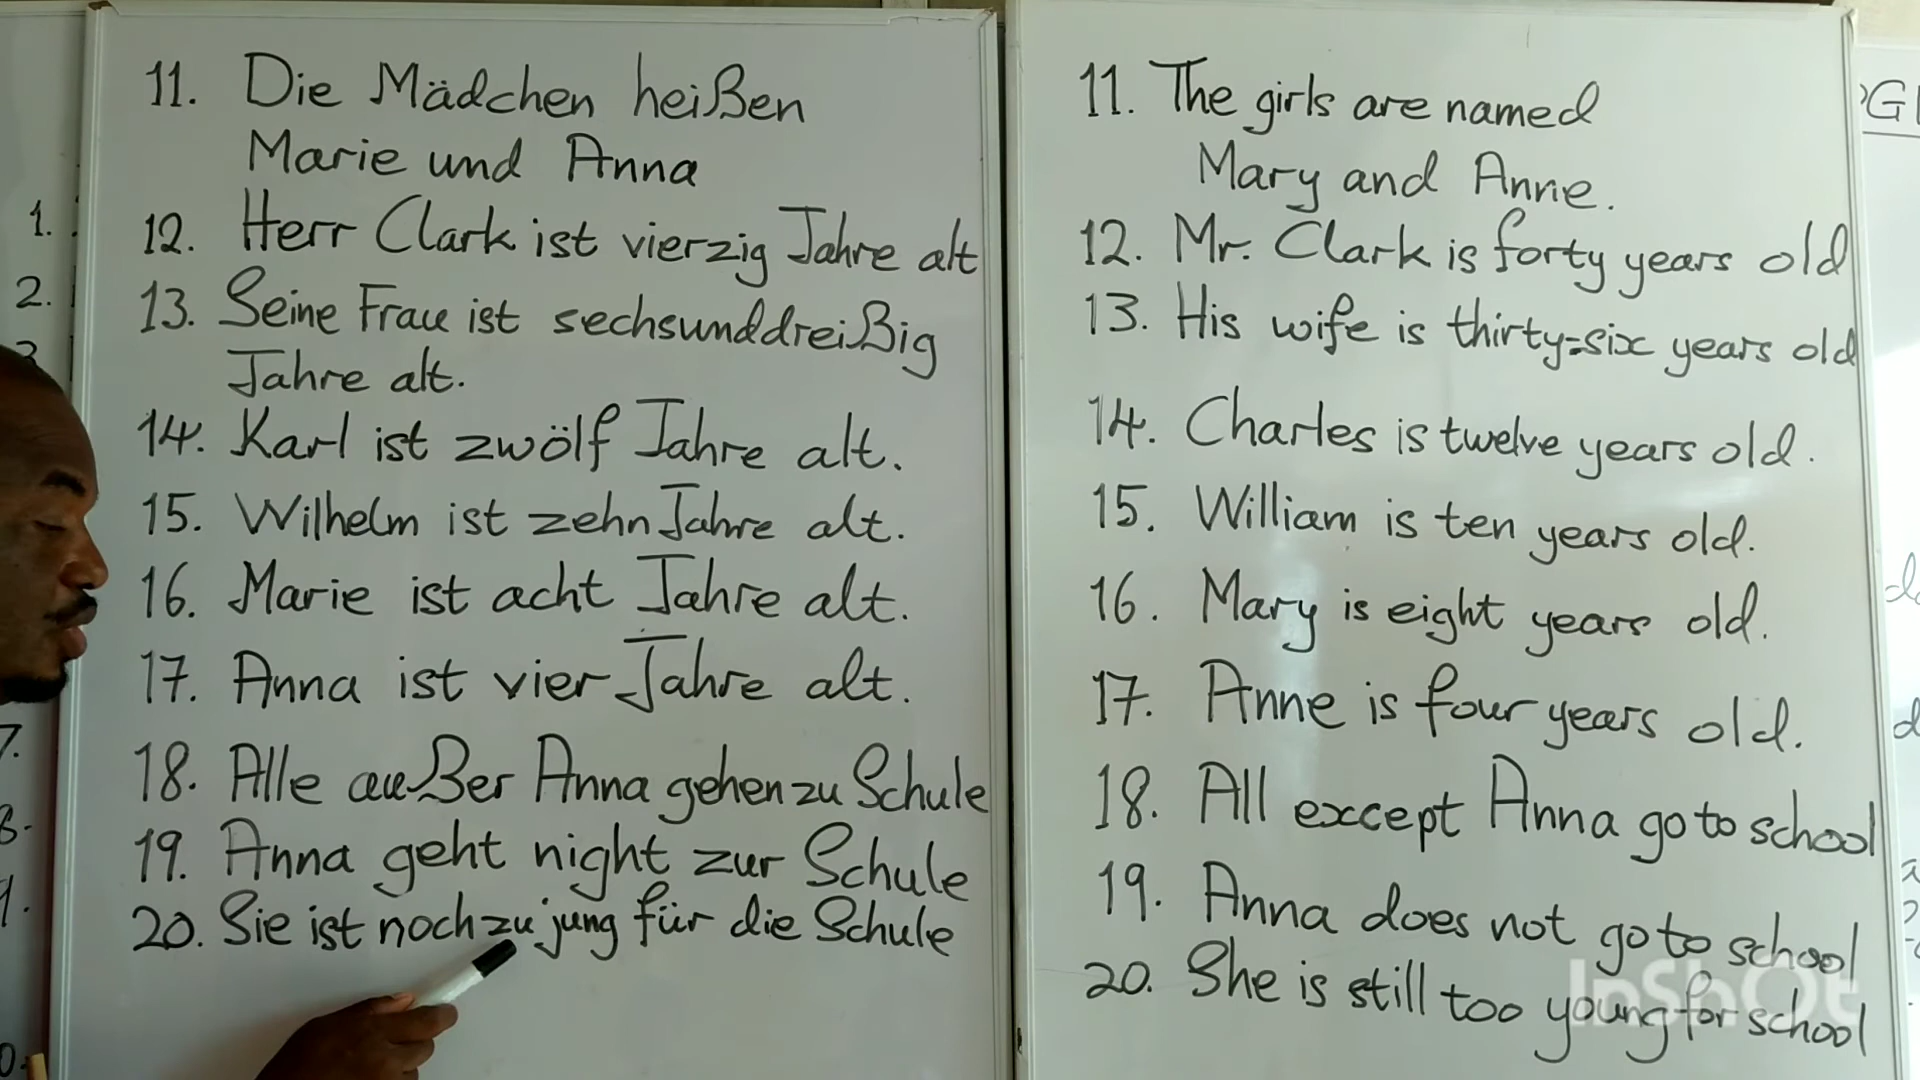 11. Die Mädchen heißen
Marie und Anna
12. Herr Clark ist vierzig Jahre alt
13. Seine Frau ist sechsunddreißig
Jahre alt.
14. Karl ist zwölf Jahre alt.
15. Wilhelm ist zehn Jahre alt.
16. Marie ist acht Jahre alt.
17. Anna ist vier Jahre alt.
18. Alle außer Anna gehen zu Schule
19. Anna geht night zur Schule
20. Sie ist noch zu jung für die Schule
11. The girls are named
Mary and Anne.
12. Mr. Clark is forty years old
13. His wife is thirty=six years old
14. Charles is twelve years old.
15. William is ten years old.
16. Mary is eight years old.
17. Anne is four years old.
18. All except Anna go to school
19. Anna does not go to school
20. She is still too young for school
InShOt
1.
2.
3
7.